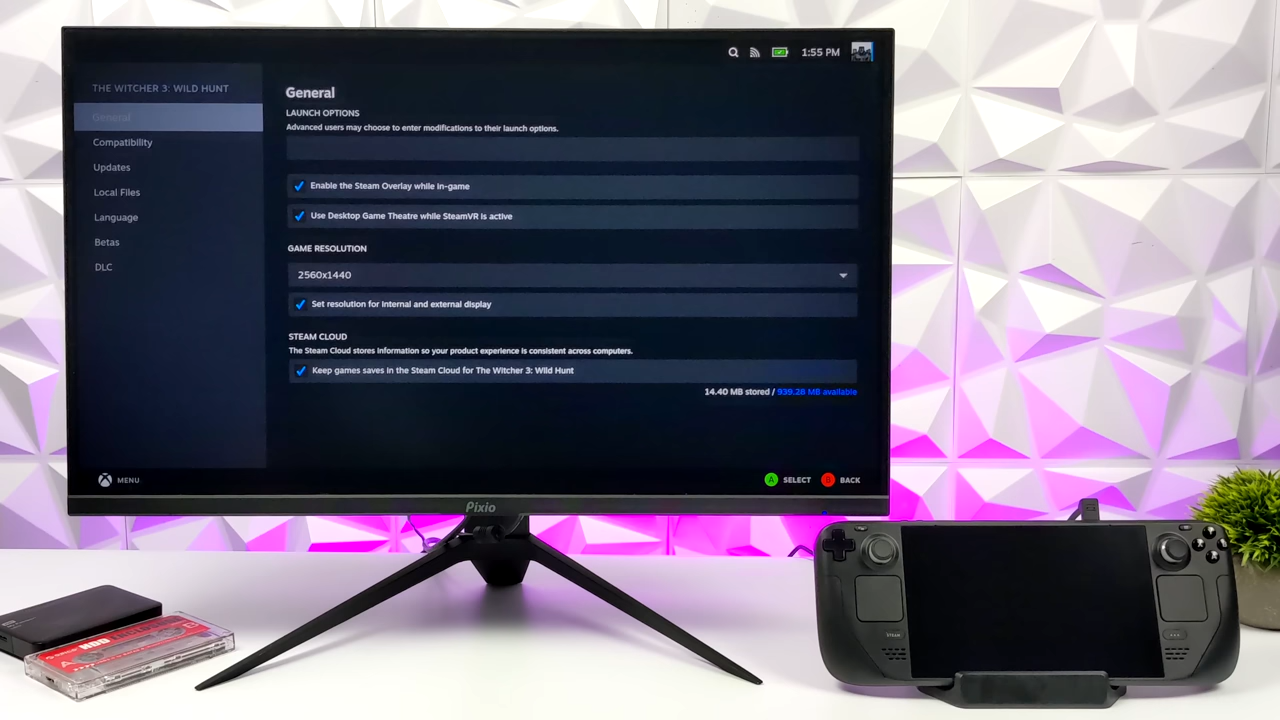 1:55 PM
THE WITCHER 3: WILD HUNT
General
Compatibility
Updates
Local Files
Language
Betas
DLC
General
LAUNCH OPTIONS
Advanced users may choose to enter modifications to their launch options.
Enable the Steam Overlay while in-game
Use Desktop Game Theatre while SteamVR is active
GAME RESOLUTION
2560x1440
Set resolution for internal and external display
STEAM CLOUD
The Steam Cloud stores information so your product experience is consistent across computers.
Keep games saves in the Steam Cloud for The Witcher 3: Wild Hunt
14.40 MB stored / 939.26 MB available
MENU
A SELECT B BACK
Pixio
STEAM
A
HDD